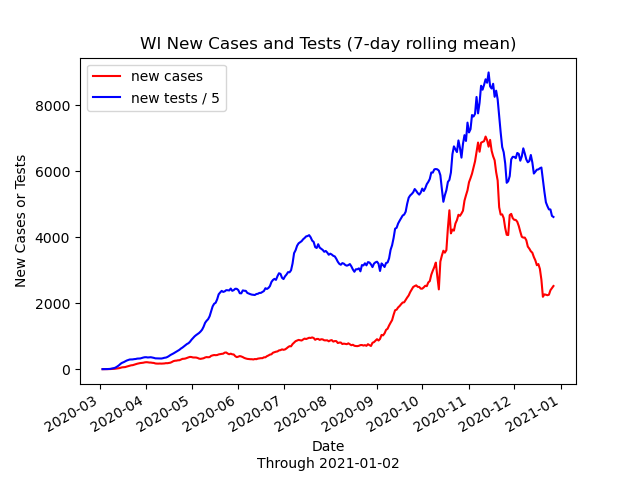 WI New Cases and Tests (7-day rolling mean)
new cases
new tests / 5
New Cases or Tests
8000
6000
4000
2000
0
2020-03
2020-04
2020-05
2020-06
2020-07
2020-08
2020-09
2020-10
2020-11
2020-12
2021-01
Date
Through 2021-01-02